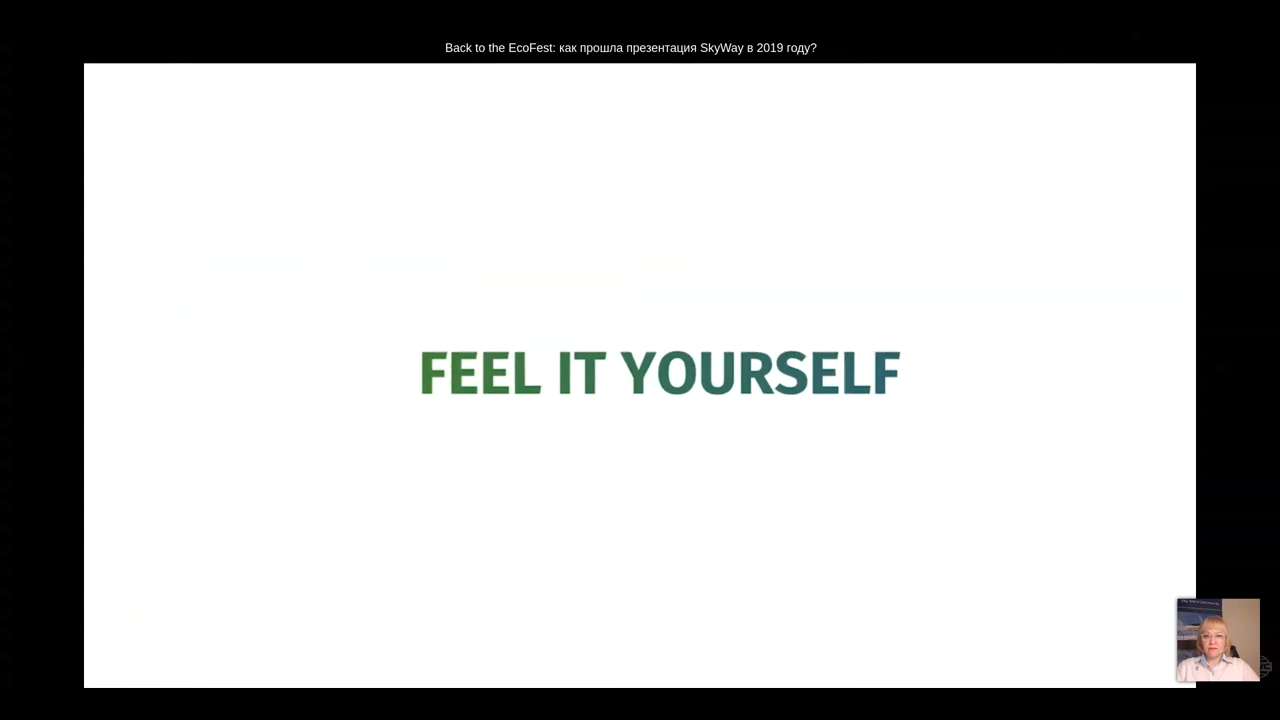 Back to the EcoFest: как прошла презентация SkyWay в 2019 году?
FEEL IT YOURSELF